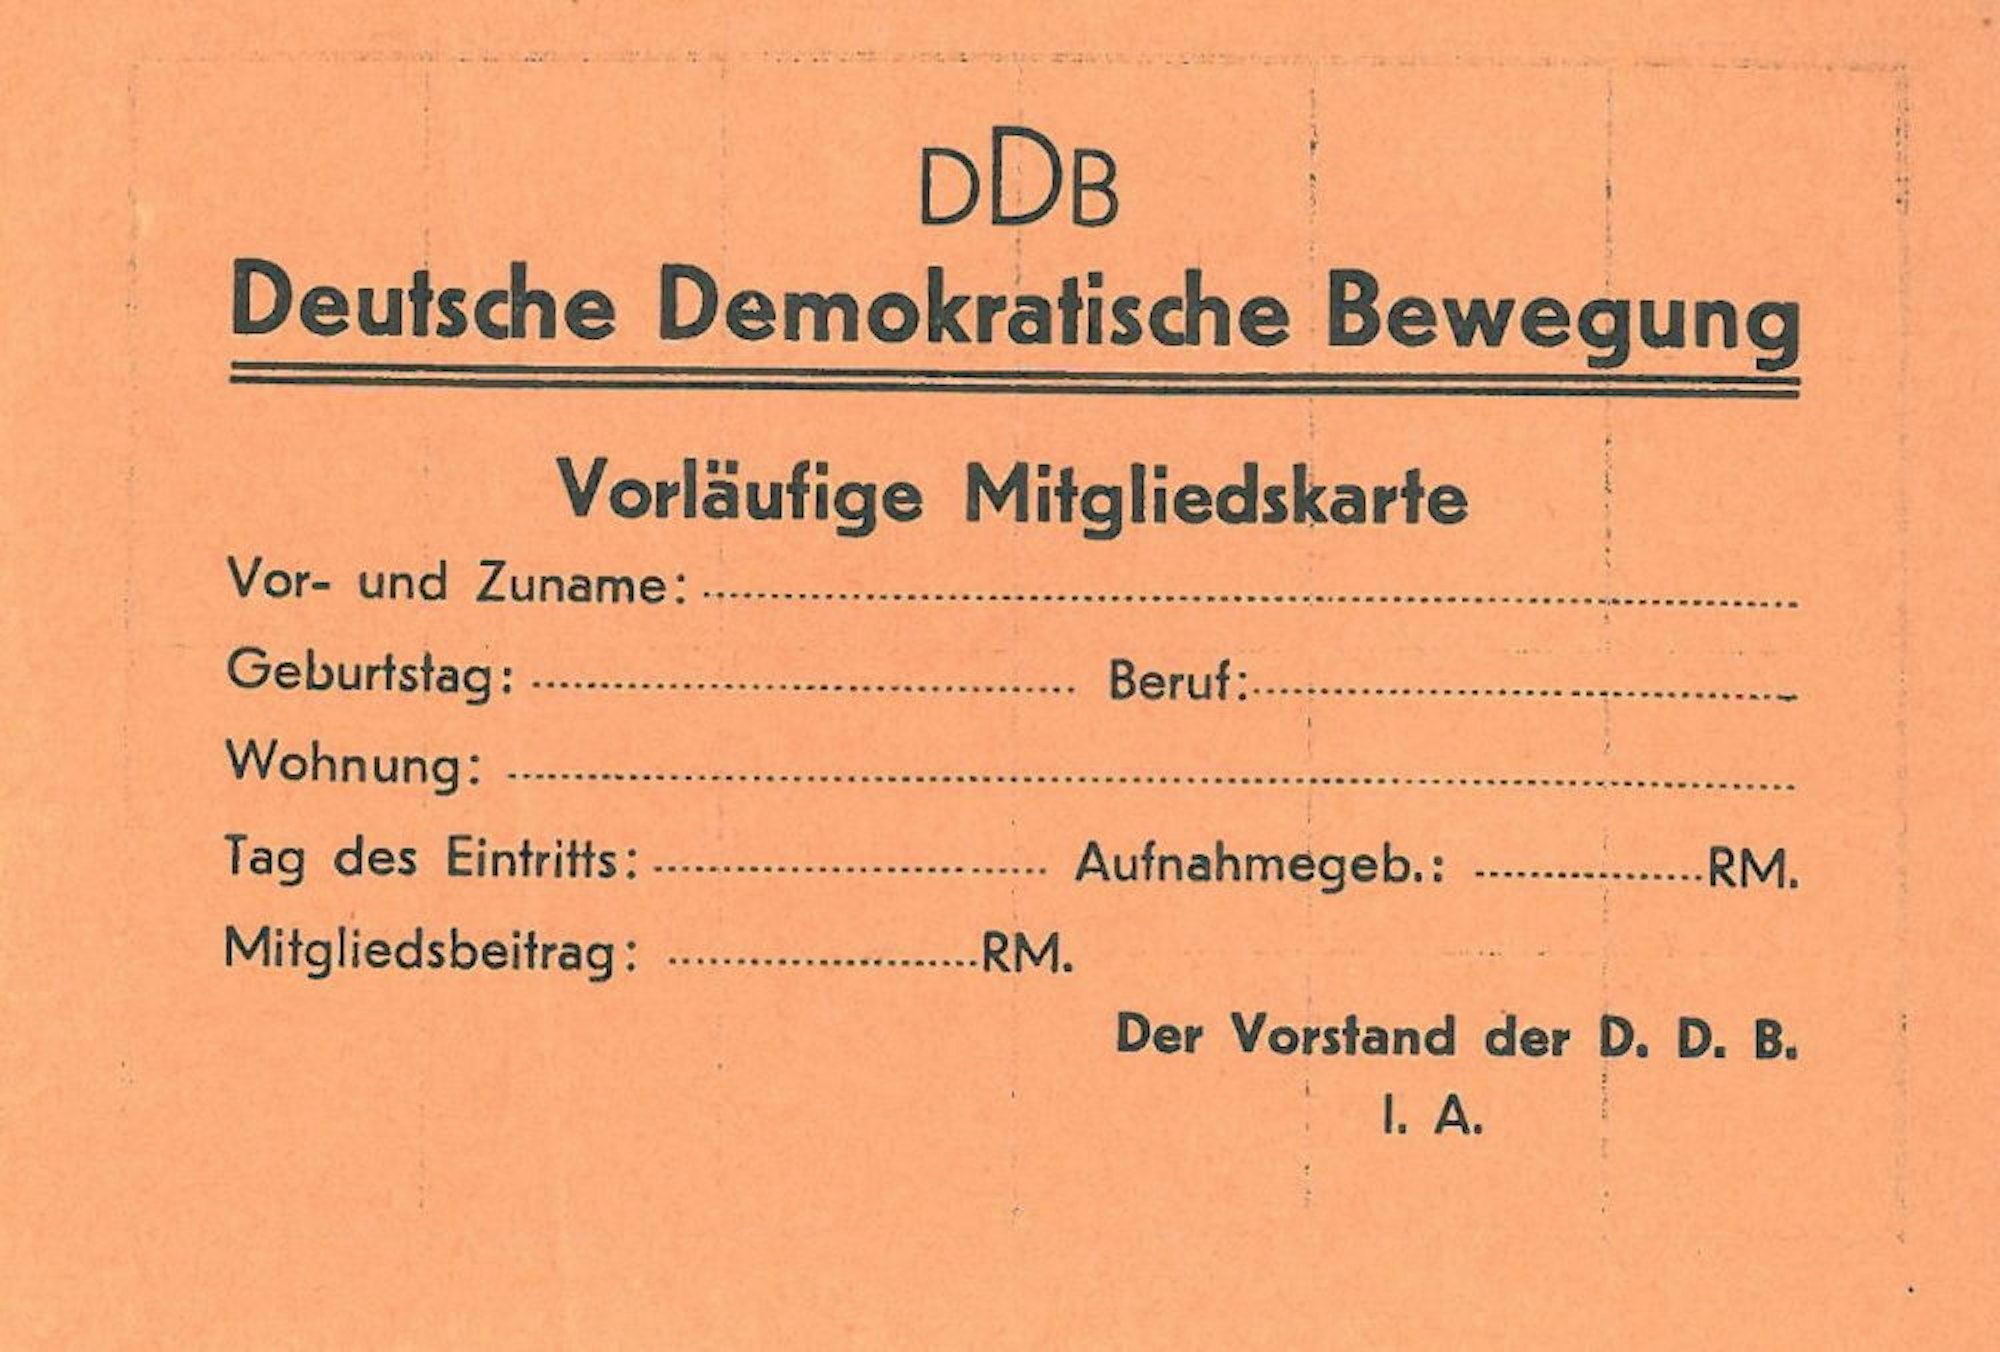 DDB
Deutsche Demokratische Bewegung
Vorläufige Mitgliedskarte
Vor- und Zuname:
Geburtstag: Beruf:
Wohnung:
Tag des Eintritts: Aufnahmegeb.: RM.
Mitgliedsbeitrag: RM.
Der Vorstand der D. D. B.
I. A.